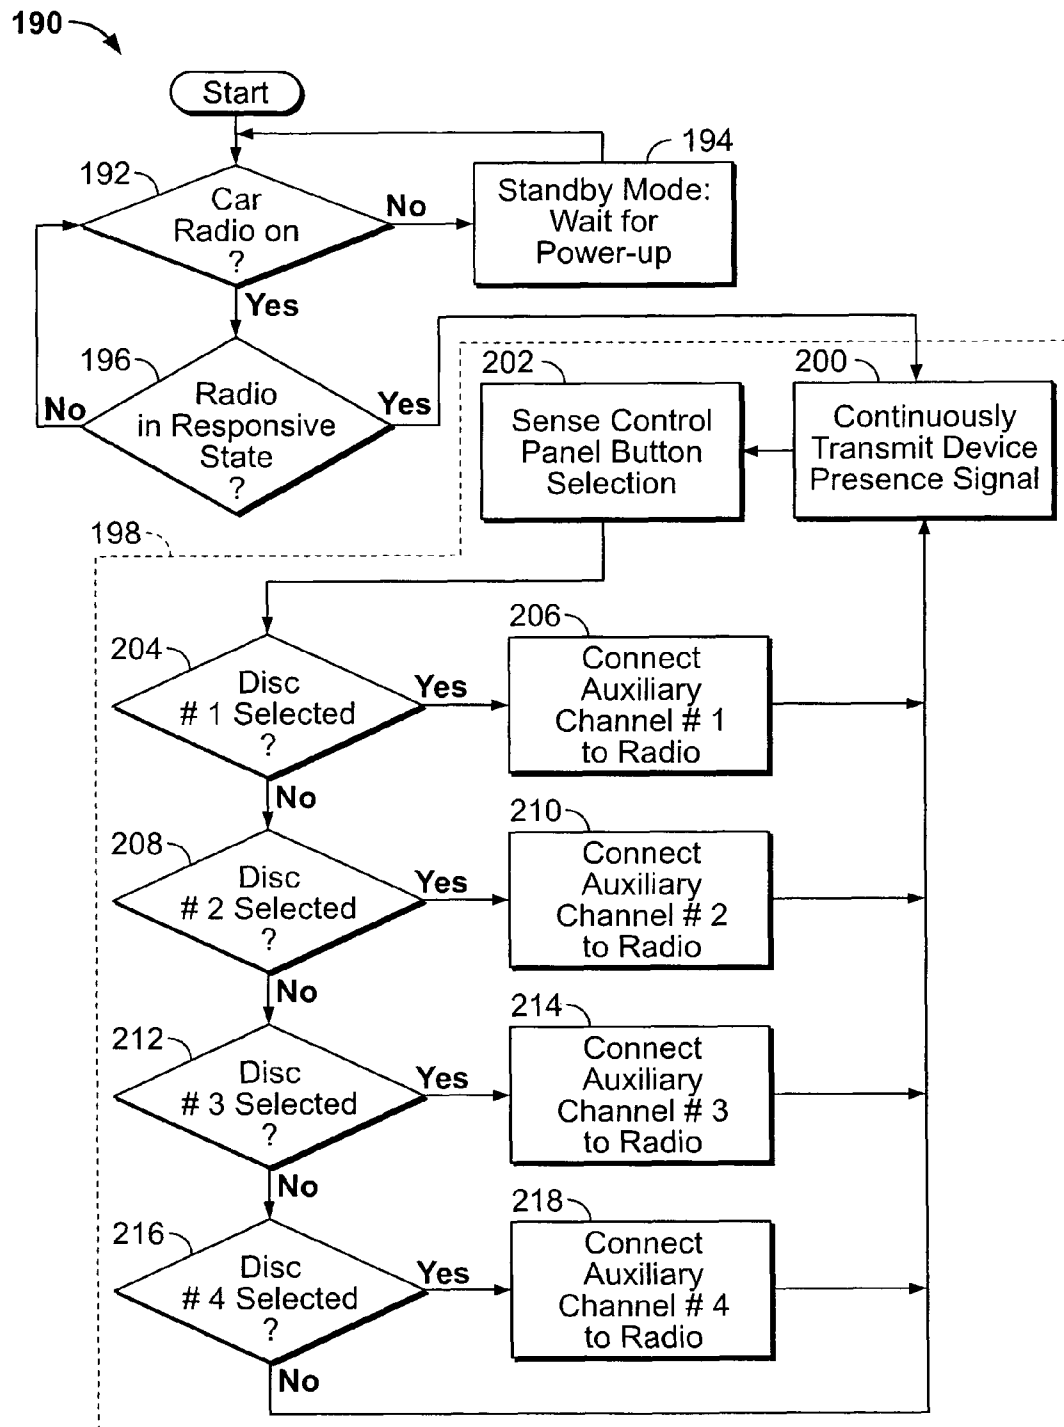 190
Start
192
Car
Radio on
?
No
194
Standby Mode:
Wait for
Power-up
Yes
196
Radio
in Responsive
State
?
No
Yes
202
Sense Control
Panel Button
Selection
200
Continuously
Transmit Device
Presence Signal
198
204
Disc
# 1 Selected
?
Yes
206
Connect
Auxiliary
Channel # 1
to Radio
No
208
Disc
# 2 Selected
?
Yes
210
Connect
Auxiliary
Channel # 2
to Radio
No
212
Disc
# 3 Selected
?
Yes
214
Connect
Auxiliary
Channel # 3
to Radio
No
216
Disc
# 4 Selected
?
Yes
218
Connect
Auxiliary
Channel # 4
to Radio
No